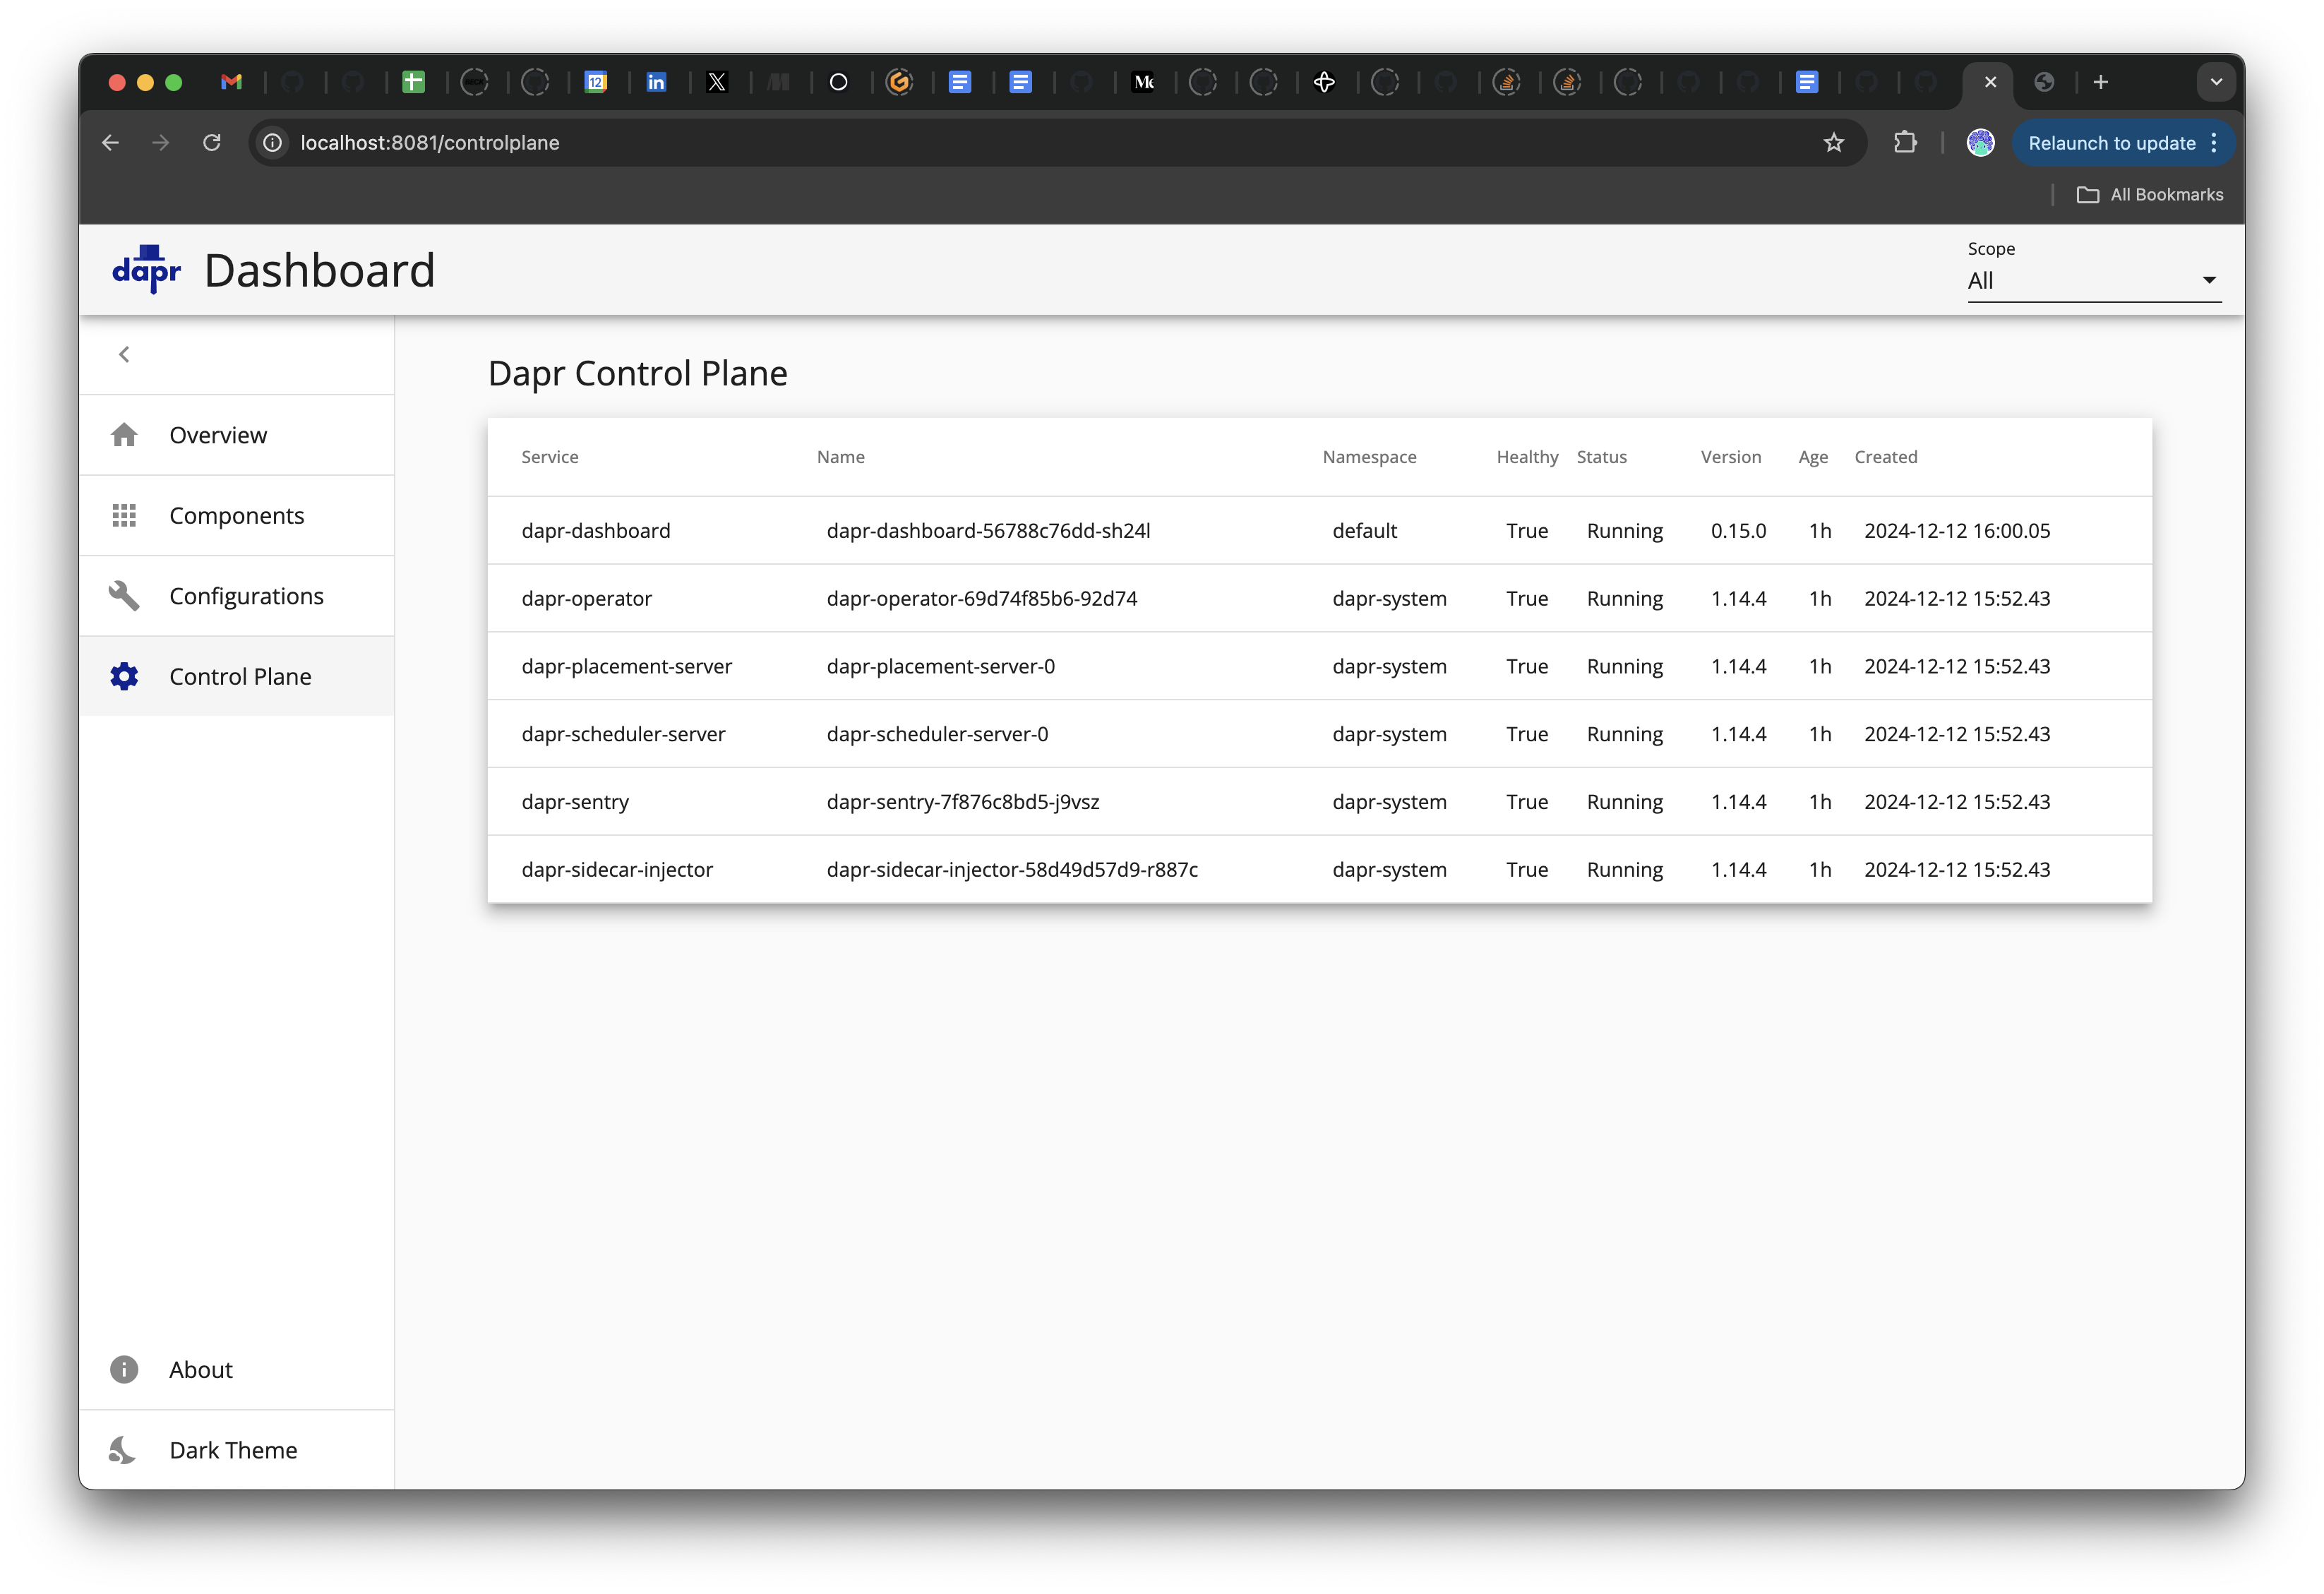 12
in
X
localhost:8081/controlplane
Relaunch to update
All Bookmarks
dapr Dashboard
Scope
All
Overview
Components
Configurations
Control Plane
About
Dark Theme
Dapr Control Plane
Service Name Namespace Healthy Status Version Age Created
dapr-dashboard dapr-dashboard-56788c76dd-sh24l default True Running 0.15.0 1h 2024-12-12 16:00.05
dapr-operator dapr-operator-69d74f85b6-92d74 dapr-system True Running 1.14.4 1h 2024-12-12 15:52.43
dapr-placement-server dapr-placement-server-0 dapr-system True Running 1.14.4 1h 2024-12-12 15:52.43
dapr-scheduler-server dapr-scheduler-server-0 dapr-system True Running 1.14.4 1h 2024-12-12 15:52.43
dapr-sentry dapr-sentry-7f876c8bd5-j9vsz dapr-system True Running 1.14.4 1h 2024-12-12 15:52.43
dapr-sidecar-injector dapr-sidecar-injector-58d49d57d9-r887c dapr-system True Running 1.14.4 1h 2024-12-12 15:52.43